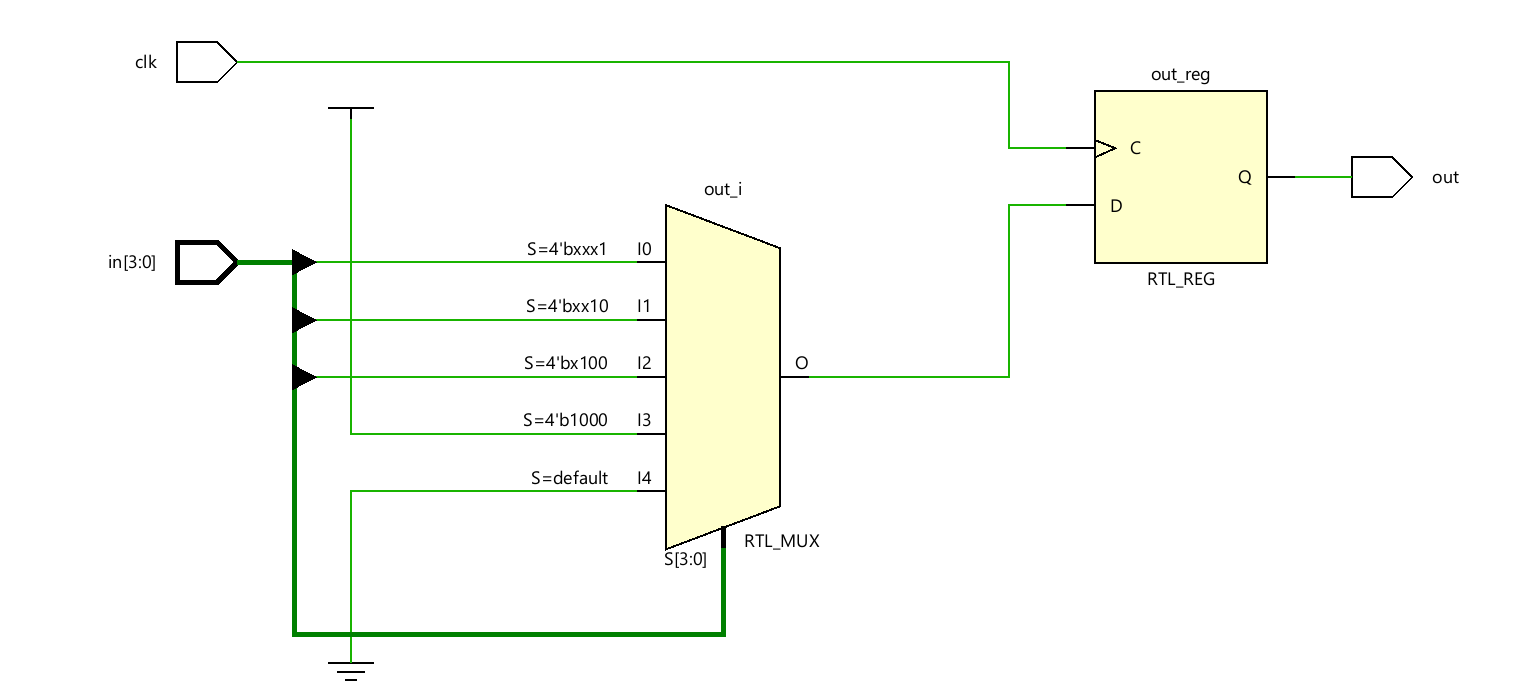 clk
out_reg
C
Q
D
out
RTL_REG
out_i
in[3:0]
S=4'bxxx1 I0
S=4'bxx10 I1
S=4'bx100 I2
O
S=4'b1000 I3
S=default I4
RTL_MUX
S[3:0]